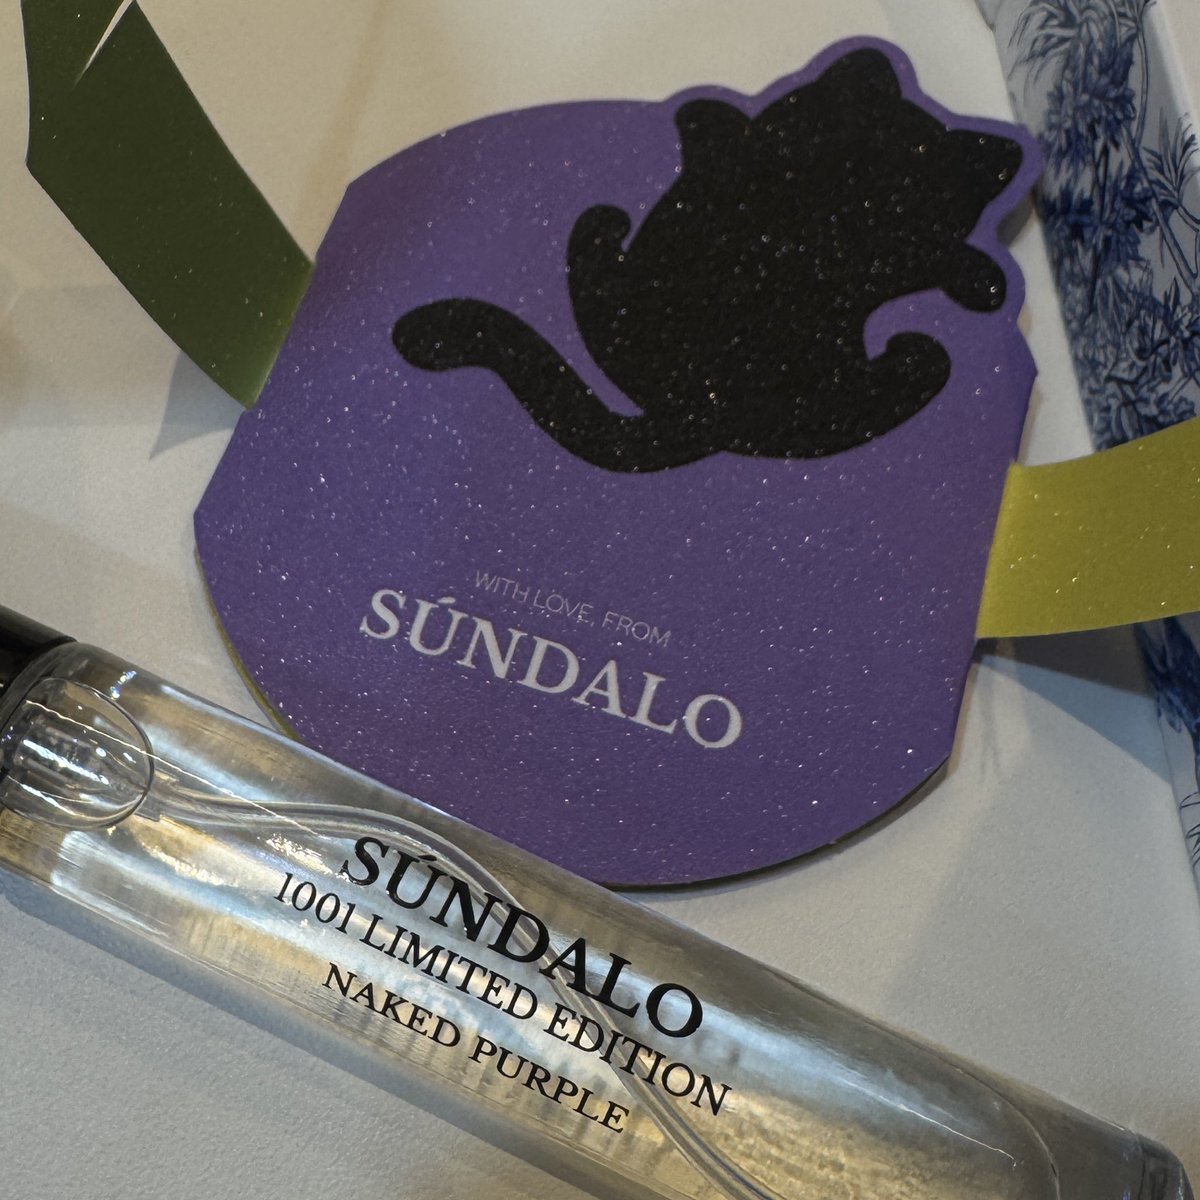 WITH LOVE, FROM
SÚNDALO
SÚNDALO
1001 LIMITED EDITION
NAKED PURPLE